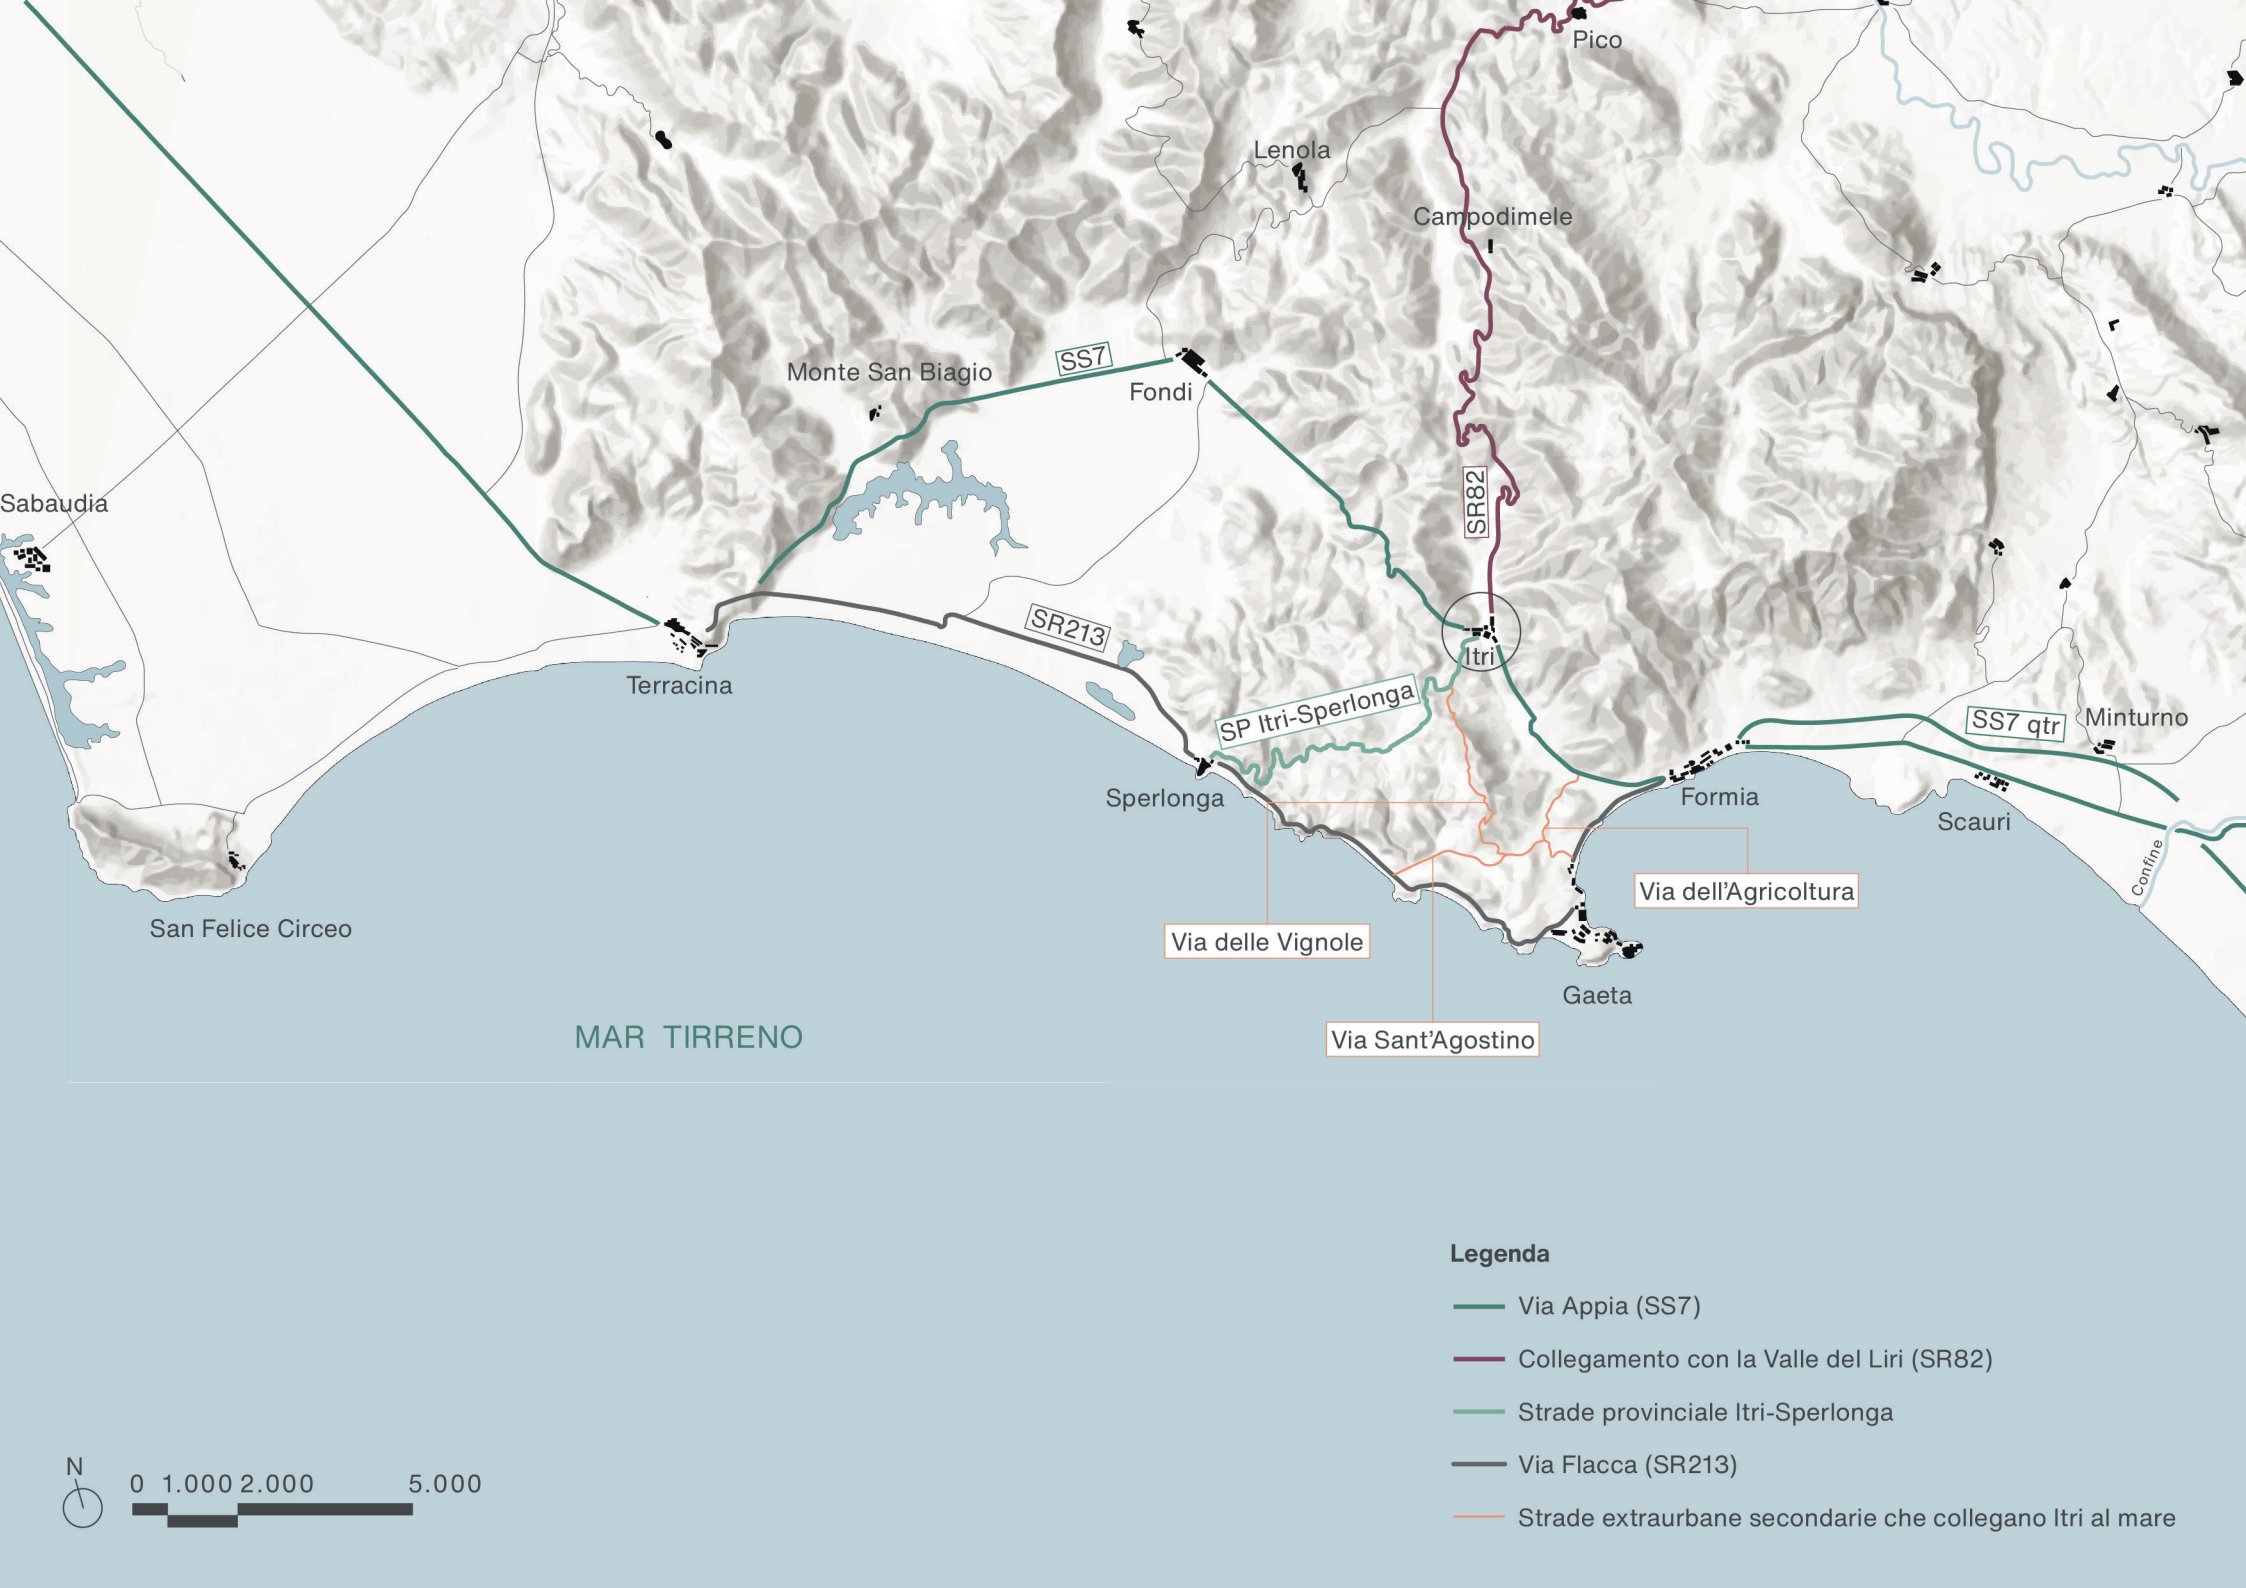 Pico
Lenola
Campodimele
SS7
Monte San Biagio
Fondi
SR82
Sabaudia
SR213
Itri
Terracina
SP Itri-Sperlonga
SS7 qtr
Minturno
Sperlonga
Formia
Scauri
Confine
Via dell’Agricoltura
San Felice Circeo
Via delle Vignole
Gaeta
MAR TIRRENO
Via Sant’Agostino
Legenda
Via Appia (SS7)
Collegamento con la Valle del Liri (SR82)
Strade provinciale Itri-Sperlonga
Via Flacca (SR213)
Strade extraurbane secondarie che collegano Itri al mare
N
0 1.000 2.000 5.000